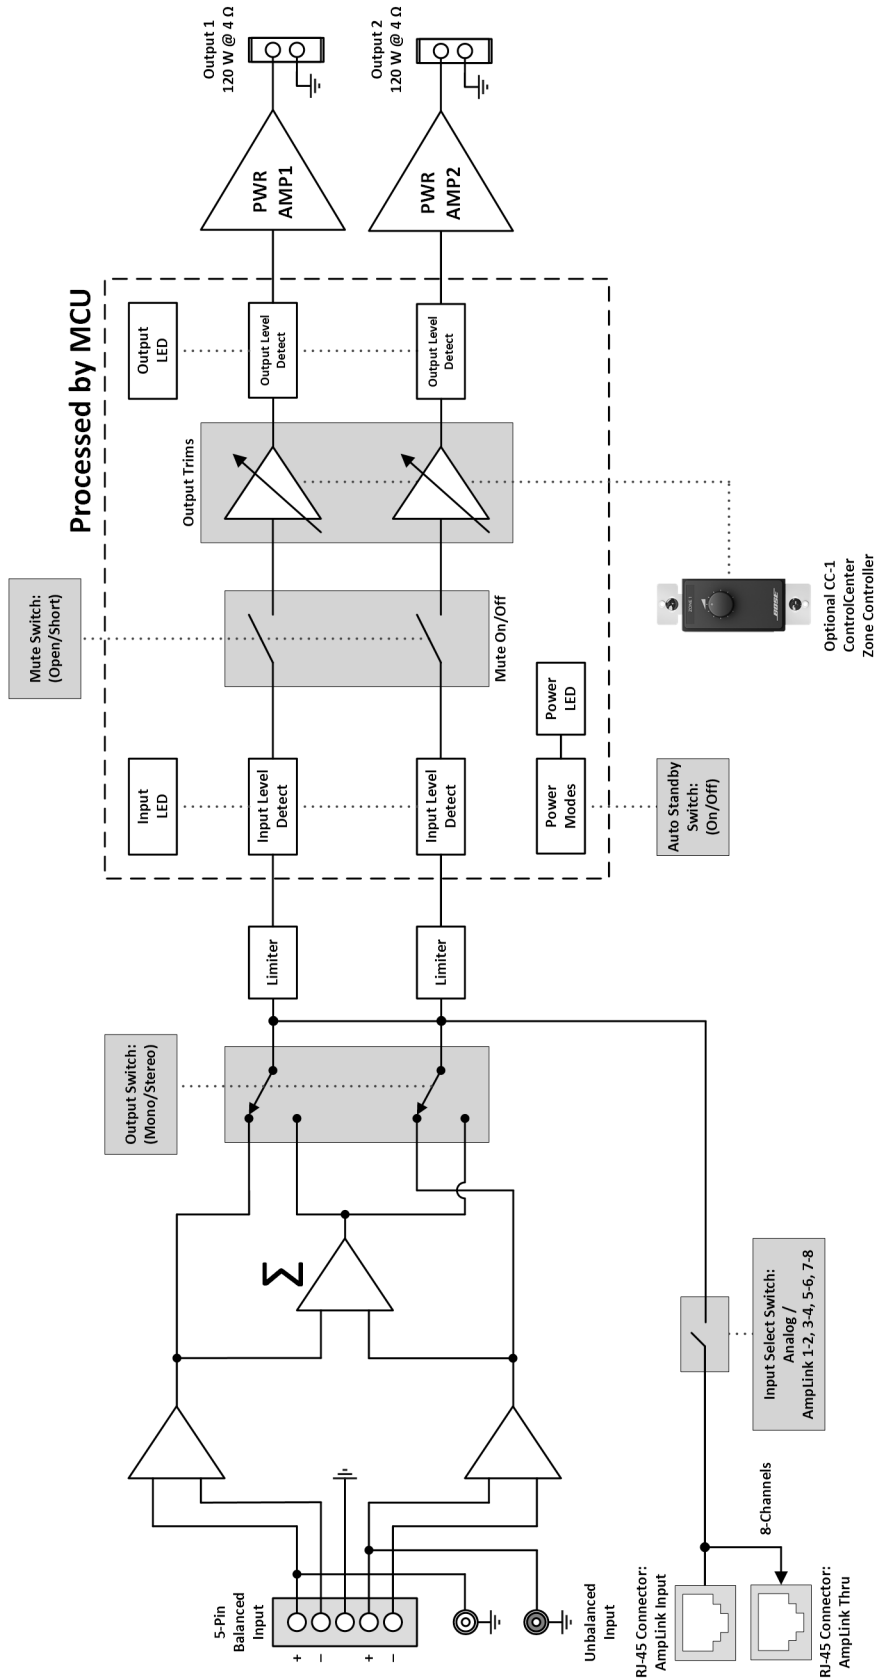 5-Pin
Balanced
Input
+
–
+
–
Unbalanced
Input
RJ-45 Connector:
AmpLink Input
RJ-45 Connector:
AmpLink Thru
8-Channels
Input Select Switch:
Analog /
AmpLink 1-2, 3-4, 5-6, 7-8
Σ
Output Switch:
(Mono/Stereo)
Limiter
Limiter
Processed by MCU
Input
LED
Input Level
Detect
Input Level
Detect
Power
Modes
Power
LED
Auto Standby
Switch:
(On/Off)
Mute Switch:
(Open/Short)
Mute On/Off
Output Trims
Optional CC-1
ControlCenter
Zone Controller
ZONE 1
BOSE
Output
LED
Output Level
Detect
Output Level
Detect
PWR
AMP1
PWR
AMP2
Output 1
120 W @ 4 Ω
Output 2
120 W @ 4 Ω